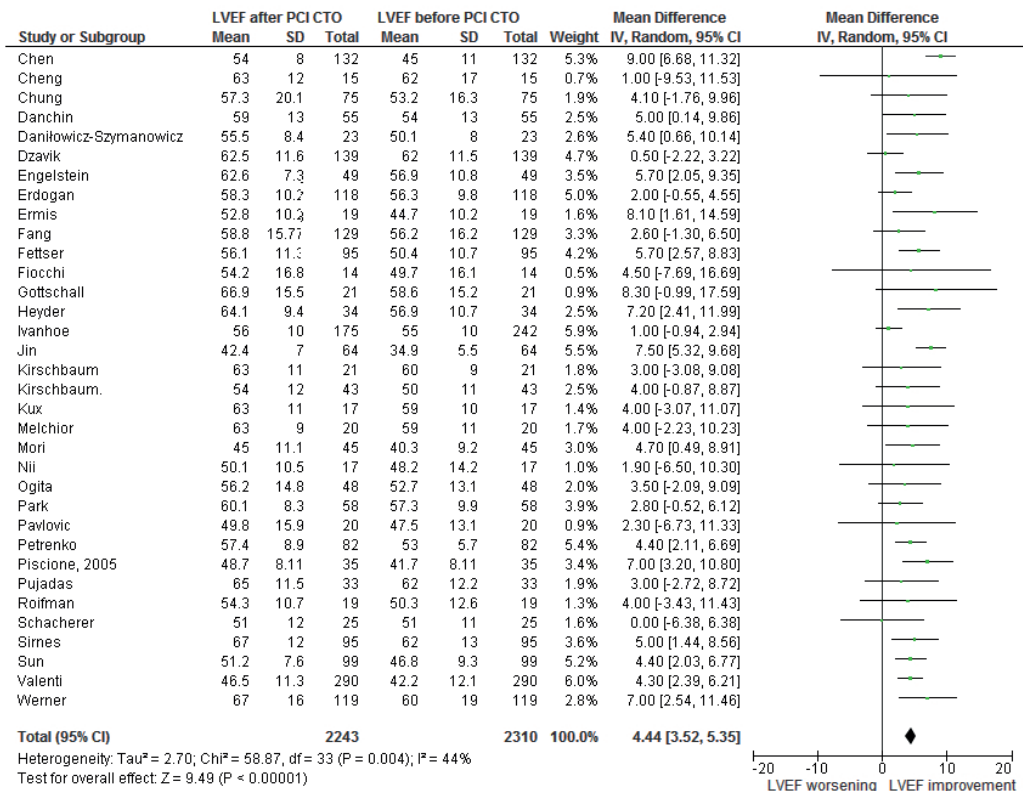 LVEF after PCI CTO LVEF before PCI CTO Mean Difference Mean Difference
Study or Subgroup Mean SD Total Mean SD Total Weight IV, Random, 95% CI IV, Random, 95% CI
Chen 54 8 132 45 11 132 5.3% 9.00 [6.68, 11.32]
Cheng 63 12 15 62 17 15 0.7% 1.00 [-9.53, 11.53]
Chung 57.3 20.1 75 53.2 16.3 75 1.9% 4.10 [-1.76, 9.96]
Danchin 59 13 55 54 13 55 2.5% 5.00 [0.14, 9.86]
Daniłowicz-Szymanowicz 55.5 8.4 23 50.1 8 23 2.6% 5.40 [0.66, 10.14]
Dzavik 62.5 11.6 139 62 11.5 139 4.7% 0.50 [-2.22, 3.22]
Engelstein 62.6 7.3 49 56.9 10.8 49 3.5% 5.70 [2.05, 9.35]
Erdogan 58.3 10.2 118 56.3 9.8 118 5.0% 2.00 [-0.55, 4.55]
Ermis 52.8 10.2 19 44.7 10.2 19 1.6% 8.10 [1.61, 14.59]
Fang 58.8 15.77 129 56.2 16.2 129 3.3% 2.60 [-1.30, 6.50]
Fettser 56.1 11.3 95 50.4 10.7 95 4.2% 5.70 [2.57, 8.83]
Fiocchi 54.2 16.8 14 49.7 16.1 14 0.5% 4.50 [-7.69, 16.69]
Gottschall 66.9 15.5 21 58.6 15.2 21 0.9% 8.30 [-0.99, 17.59]
Heyder 64.1 9.4 34 56.9 10.7 34 2.5% 7.20 [2.41, 11.99]
Ivanhoe 56 10 175 55 10 242 5.9% 1.00 [-0.94, 2.94]
Jin 42.4 7 64 34.9 5.5 64 5.5% 7.50 [5.32, 9.68]
Kirschbaum 63 11 21 60 9 21 1.8% 3.00 [-3.08, 9.08]
Kirschbaum. 54 12 43 50 11 43 2.5% 4.00 [-0.87, 8.87]
Kux 63 11 17 59 10 17 1.4% 4.00 [-3.07, 11.07]
Melchior 63 9 20 59 11 20 1.7% 4.00 [-2.23, 10.23]
Mori 45 11.1 45 40.3 9.2 45 3.0% 4.70 [0.49, 8.91]
Nii 50.1 10.5 17 48.2 14.2 17 1.0% 1.90 [-6.50, 10.30]
Ogita 56.2 14.8 48 52.7 13.1 48 2.0% 3.50 [-2.09, 9.09]
Park 60.1 8.3 58 57.3 9.9 58 3.9% 2.80 [-0.52, 6.12]
Pavlovic 49.8 15.9 20 47.5 13.1 20 0.9% 2.30 [-6.73, 11.33]
Petrenko 57.4 8.9 82 53 5.7 82 5.4% 4.40 [2.11, 6.69]
Piscione, 2005 48.7 8.11 35 41.7 8.11 35 3.4% 7.00 [3.20, 10.80]
Pujadas 65 11.5 33 62 12.2 33 1.9% 3.00 [-2.72, 8.72]
Roifman 54.3 10.7 19 50.3 12.6 19 1.3% 4.00 [-3.43, 11.43]
Schacherer 51 12 25 51 11 25 1.6% 0.00 [-6.38, 6.38]
Sirnes 67 12 95 62 13 95 3.6% 5.00 [1.44, 8.56]
Sun 51.2 7.6 99 46.8 9.3 99 5.2% 4.40 [2.03, 6.77]
Valenti 46.5 11.3 290 42.2 12.1 290 6.0% 4.30 [2.39, 6.21]
Werner 67 16 119 60 19 119 2.8% 7.00 [2.54, 11.46]
Total (95% CI) 2243 2310 100.0% 4.44 [3.52, 5.35]
Heterogeneity: Tau² = 2.70; Chi² = 58.87, df = 33 (P = 0.004); I² = 44%
Test for overall effect: Z = 9.49 (P < 0.00001)
-20 -10 0 10 20
LVEF worsening LVEF improvement